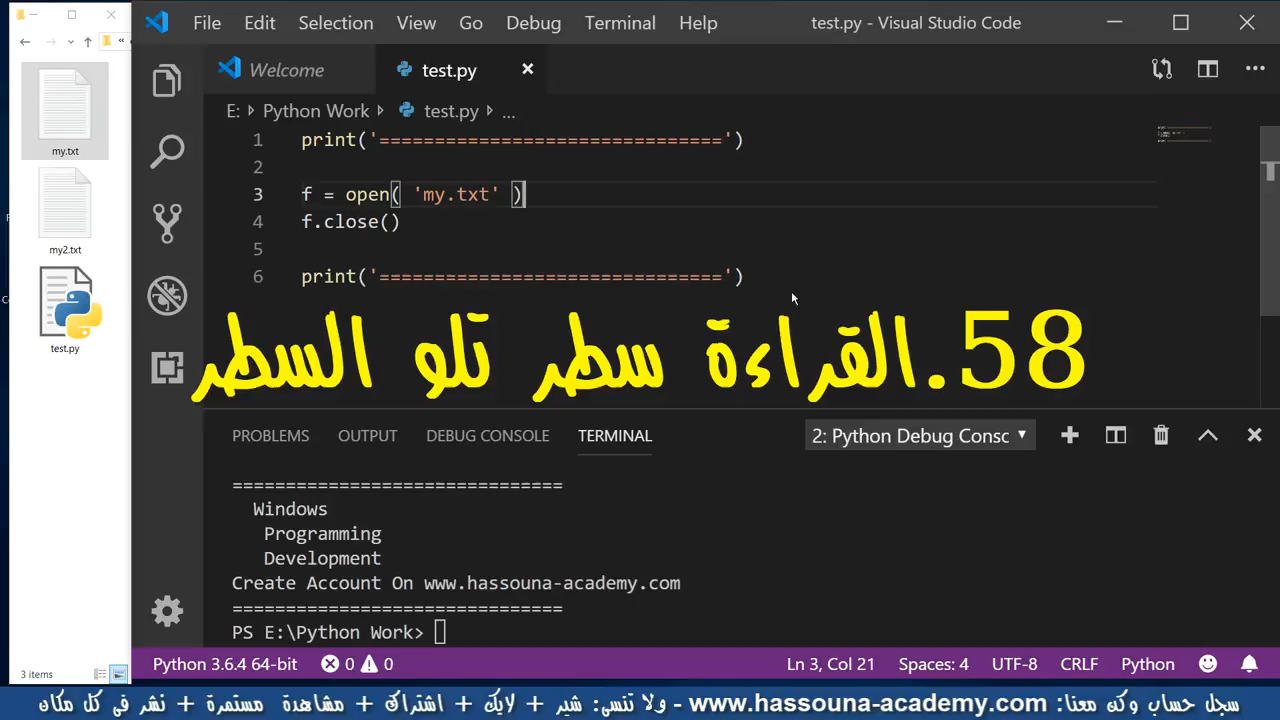 File Edit Selection View Go Debug Terminal Help
test.py - Visual Studio Code
Welcome
test.py
E: > Python Work > test.py > ...
my.txt
my2.txt
test.py
1 print('===============================')
2
3 f = open( 'my.txt' )
4 f.close()
5
6 print('===============================')
58.القراءة سطر تلو السطر
PROBLEMS OUTPUT DEBUG CONSOLE TERMINAL
2: Python Debug Consc
===============================
Windows
Programming
Development
Create Account On www.hassouna-academy.com
===============================
PS E:\Python Work>
3 items
Python 3.6.4 64-bit 0 0 Ln 3, Col 21 Spaces: 4 UTF-8 CRLF Python
سجل حساب وكن معنا: www.hassouna-academy.com - ولا تنسى: شير + لايك + اشتراك + مشاهدة مستمرة + نشر في كل مكان